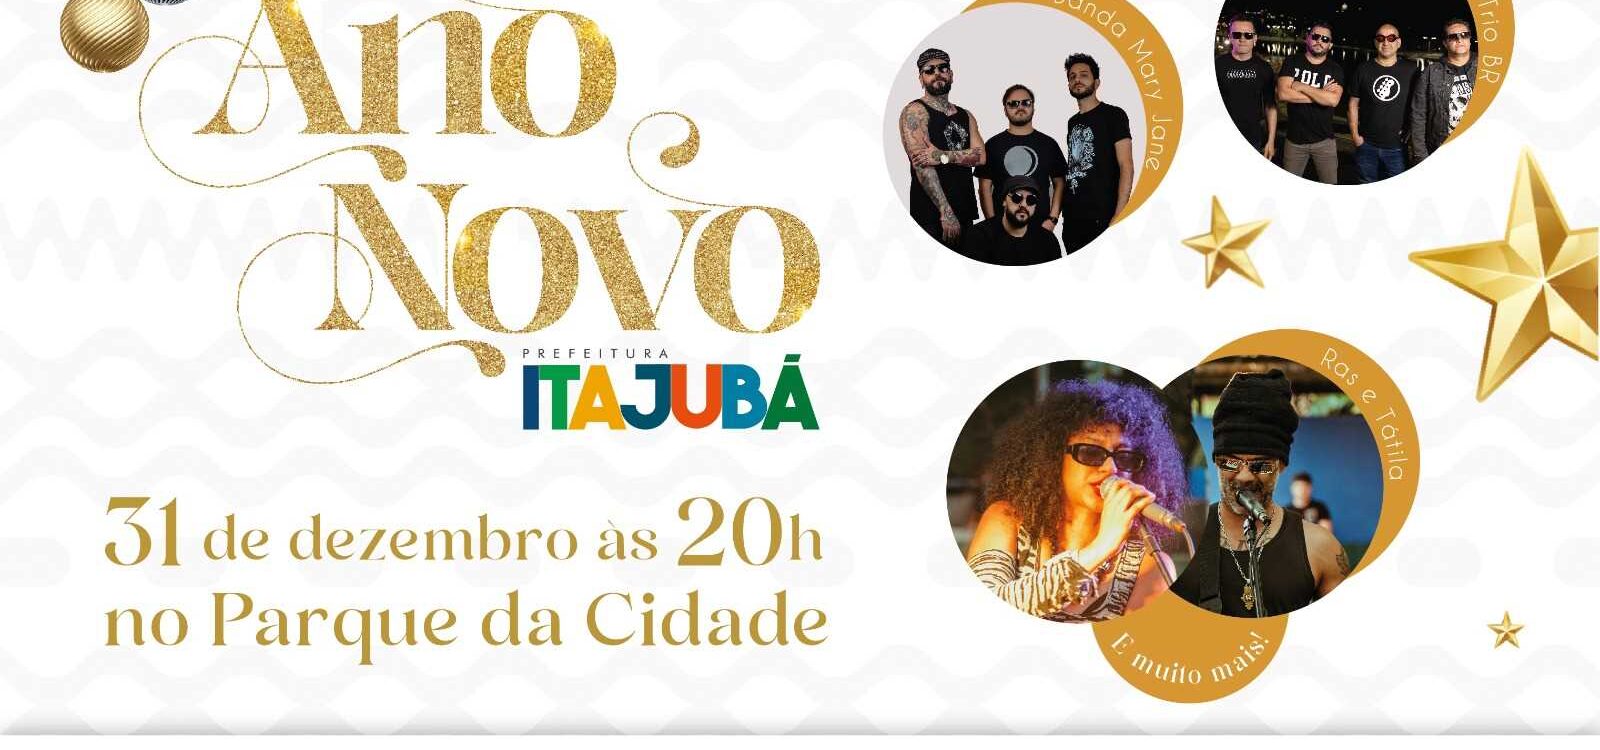 Ano
Novo
PREFEITURA
ITAJUBÁ
31 de dezembro às 20h
no Parque da Cidade
Banda Mary Jane
Trio BR
Ras e Tátila
E muito mais!